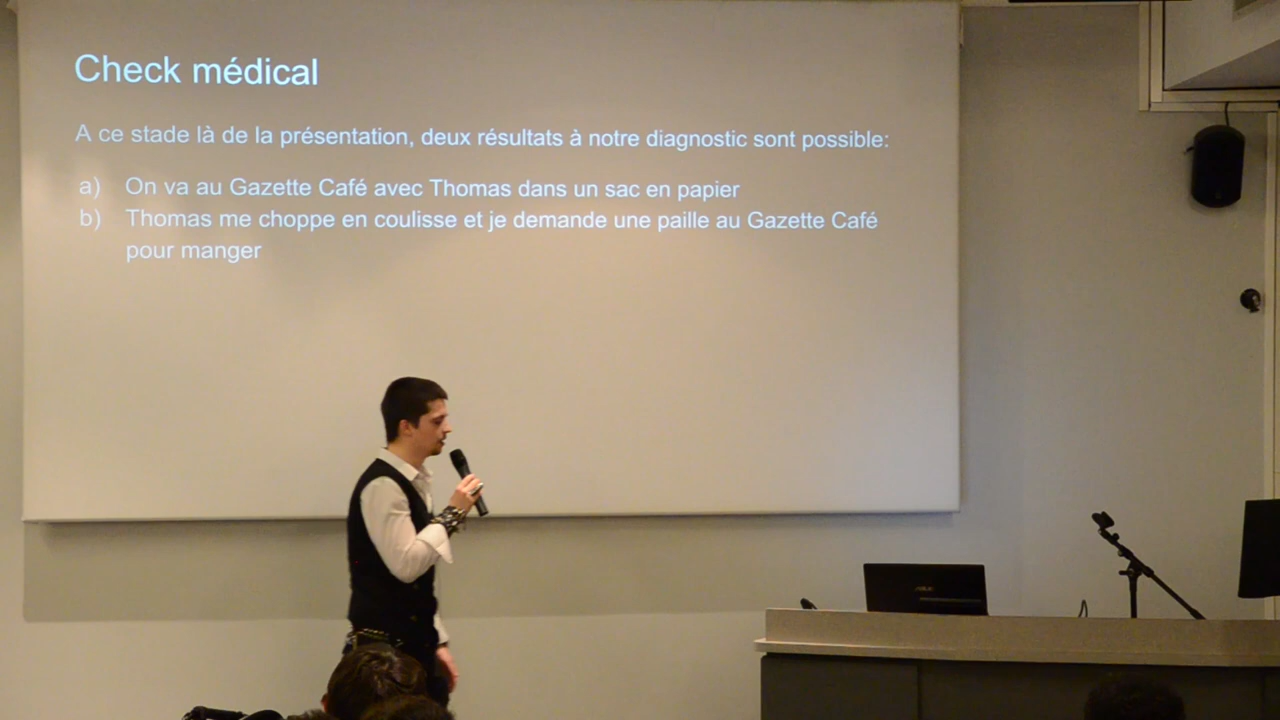 Check médical
A ce stade là de la présentation, deux résultats à notre diagnostic sont possible:
a) On va au Gazette Café avec Thomas dans un sac en papier
b) Thomas me choppe en coulisse et je demande une paille au Gazette Café
pour manger